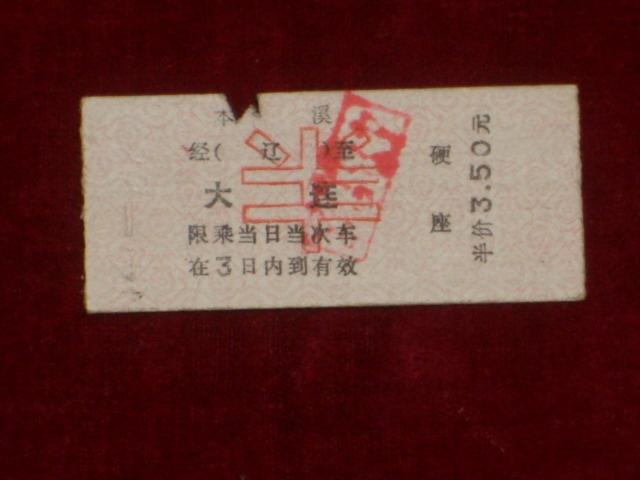 本 溪
经( 辽 )至
大 连
限乘当日当次车
在3日内到有效
半
硬座
半价3.50元